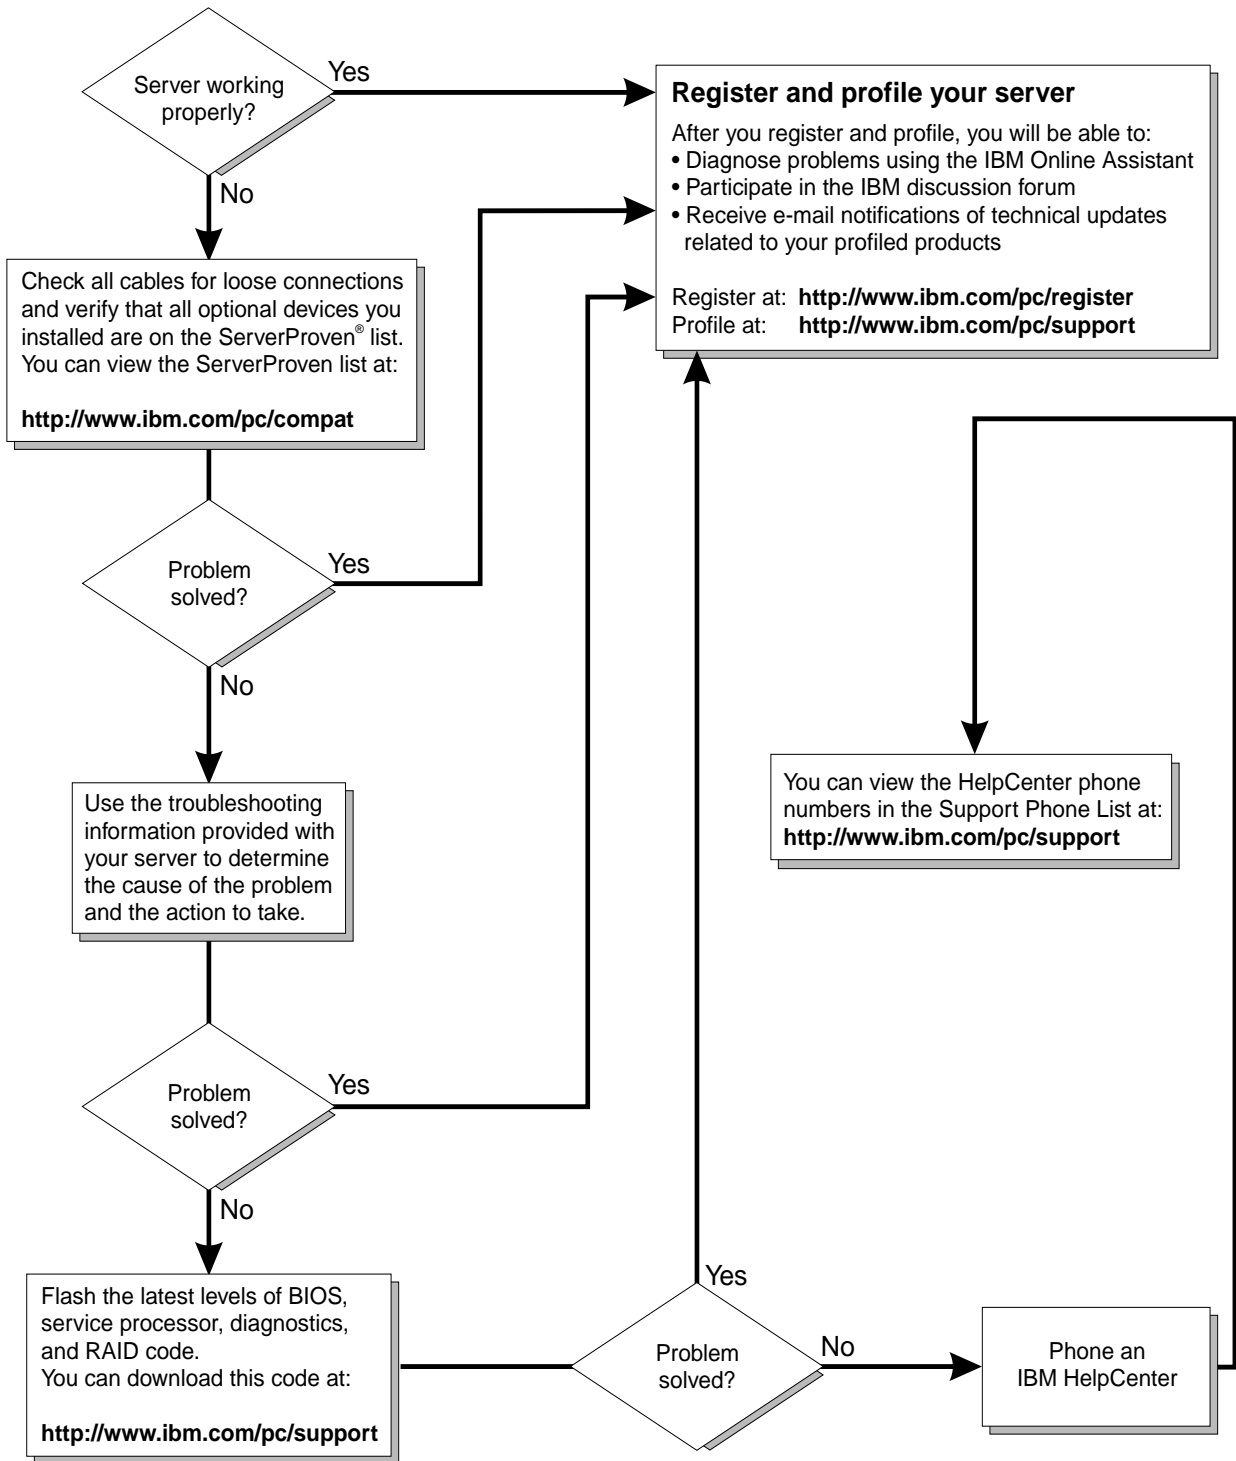 Server working
properly?
Yes
No
Register and profile your server
After you register and profile, you will be able to:
• Diagnose problems using the IBM Online Assistant
• Participate in the IBM discussion forum
• Receive e-mail notifications of technical updates
related to your profiled products
Register at: http://www.ibm.com/pc/register
Profile at: http://www.ibm.com/pc/support
Check all cables for loose connections
and verify that all optional devices you
installed are on the ServerProven® list.
You can view the ServerProven list at:
http://www.ibm.com/pc/compat
Problem
solved?
Yes
No
Use the troubleshooting
information provided with
your server to determine
the cause of the problem
and the action to take.
You can view the HelpCenter phone
numbers in the Support Phone List at:
http://www.ibm.com/pc/support
Problem
solved?
Yes
No
Flash the latest levels of BIOS,
service processor, diagnostics,
and RAID code.
You can download this code at:
http://www.ibm.com/pc/support
Problem
solved?
Yes
No
Phone an
IBM HelpCenter